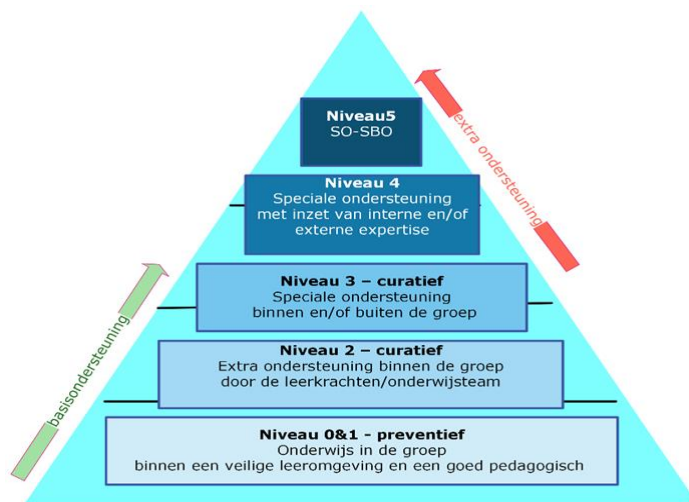 Niveau5
SO-SBO
extra ondersteuning
Niveau 4
Speciale ondersteuning
met inzet van interne en/of
externe expertise
Niveau 3 – curatief
Speciale ondersteuning
binnen en/of buiten de groep
basisondersteuning
Niveau 2 – curatief
Extra ondersteuning binnen de groep
door de leerkrachten/onderwijsteam
Niveau 0&1 - preventief
Onderwijs in de groep
binnen een veilige leeromgeving en een goed pedagogisch